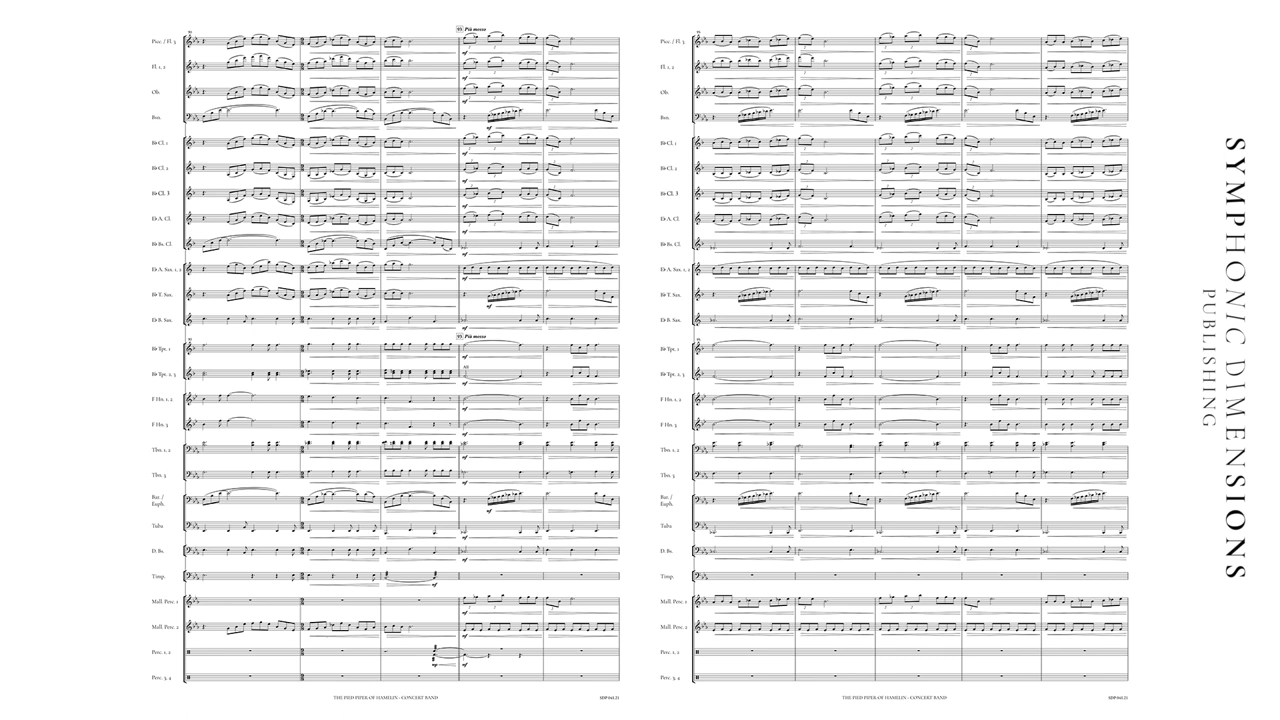 93 Più mosso
Picc. / Fl. 3
Fl. 1, 2
Ob.
Bsn.
B♭ Cl. 1
B♭ Cl. 2
B♭ Cl. 3
E♭ A. Cl.
B♭ Bs. Cl.
E♭ A. Sax. 1, 2
B♭ T. Sax.
E♭ B. Sax.
93 Più mosso
B♭ Tpt. 1
B♭ Tpt. 2, 3
F Hn. 1, 2
F Hn. 3
Tbn. 1, 2
Tbn. 3
Bar. /
Euph.
Tuba
D. Bs.
Timp.
Mall. Perc. 1
Mall. Perc. 2
Perc. 1, 2
Perc. 3, 4
THE PIED PIPER OF HAMELIN - CONCERT BAND
Picc. / Fl. 3
Fl. 1, 2
Ob.
Bsn.
B♭ Cl. 1
B♭ Cl. 2
B♭ Cl. 3
E♭ A. Cl.
B♭ Bs. Cl.
E♭ A. Sax. 1, 2
B♭ T. Sax.
E♭ B. Sax.
B♭ Tpt. 1
B♭ Tpt. 2, 3
F Hn. 1, 2
F Hn. 3
Tbn. 1, 2
Tbn. 3
Bar. /
Euph.
Tuba
D. Bs.
Timp.
Mall. Perc. 1
Mall. Perc. 2
Perc. 1, 2
Perc. 3, 4
THE PIED PIPER OF HAMELIN - CONCERT BAND
SYMPHONIC DIMENSIONS
PUBLISHING